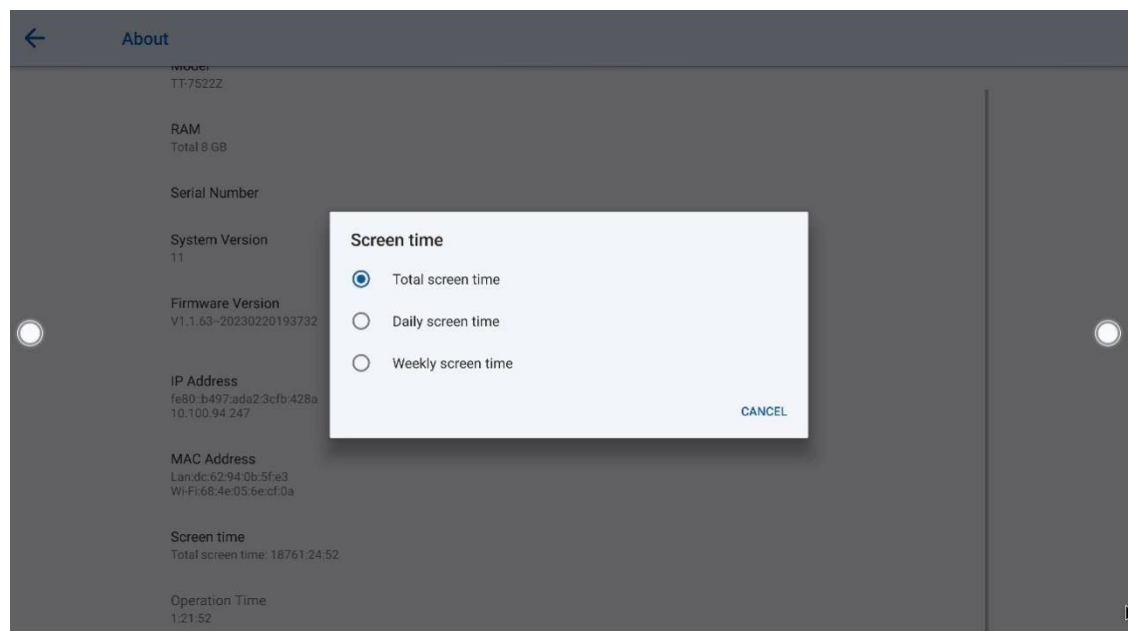 About
Model
TT-7522Z
RAM
Total 8 GB
Serial Number
System Version
11
Firmware Version
V1.1.63--20230220193732
IP Address
fe80::b497:ada2:3cfb:428a
10.100.94.247
MAC Address
Lan:dc:62:94:0b:5f:e3
Wi-Fi:68:4e:05:6e:cf:0a
Screen time
Total screen time: 18761:24:52
Operation Time
1:21:52
Screen time
Total screen time
Daily screen time
Weekly screen time
CANCEL